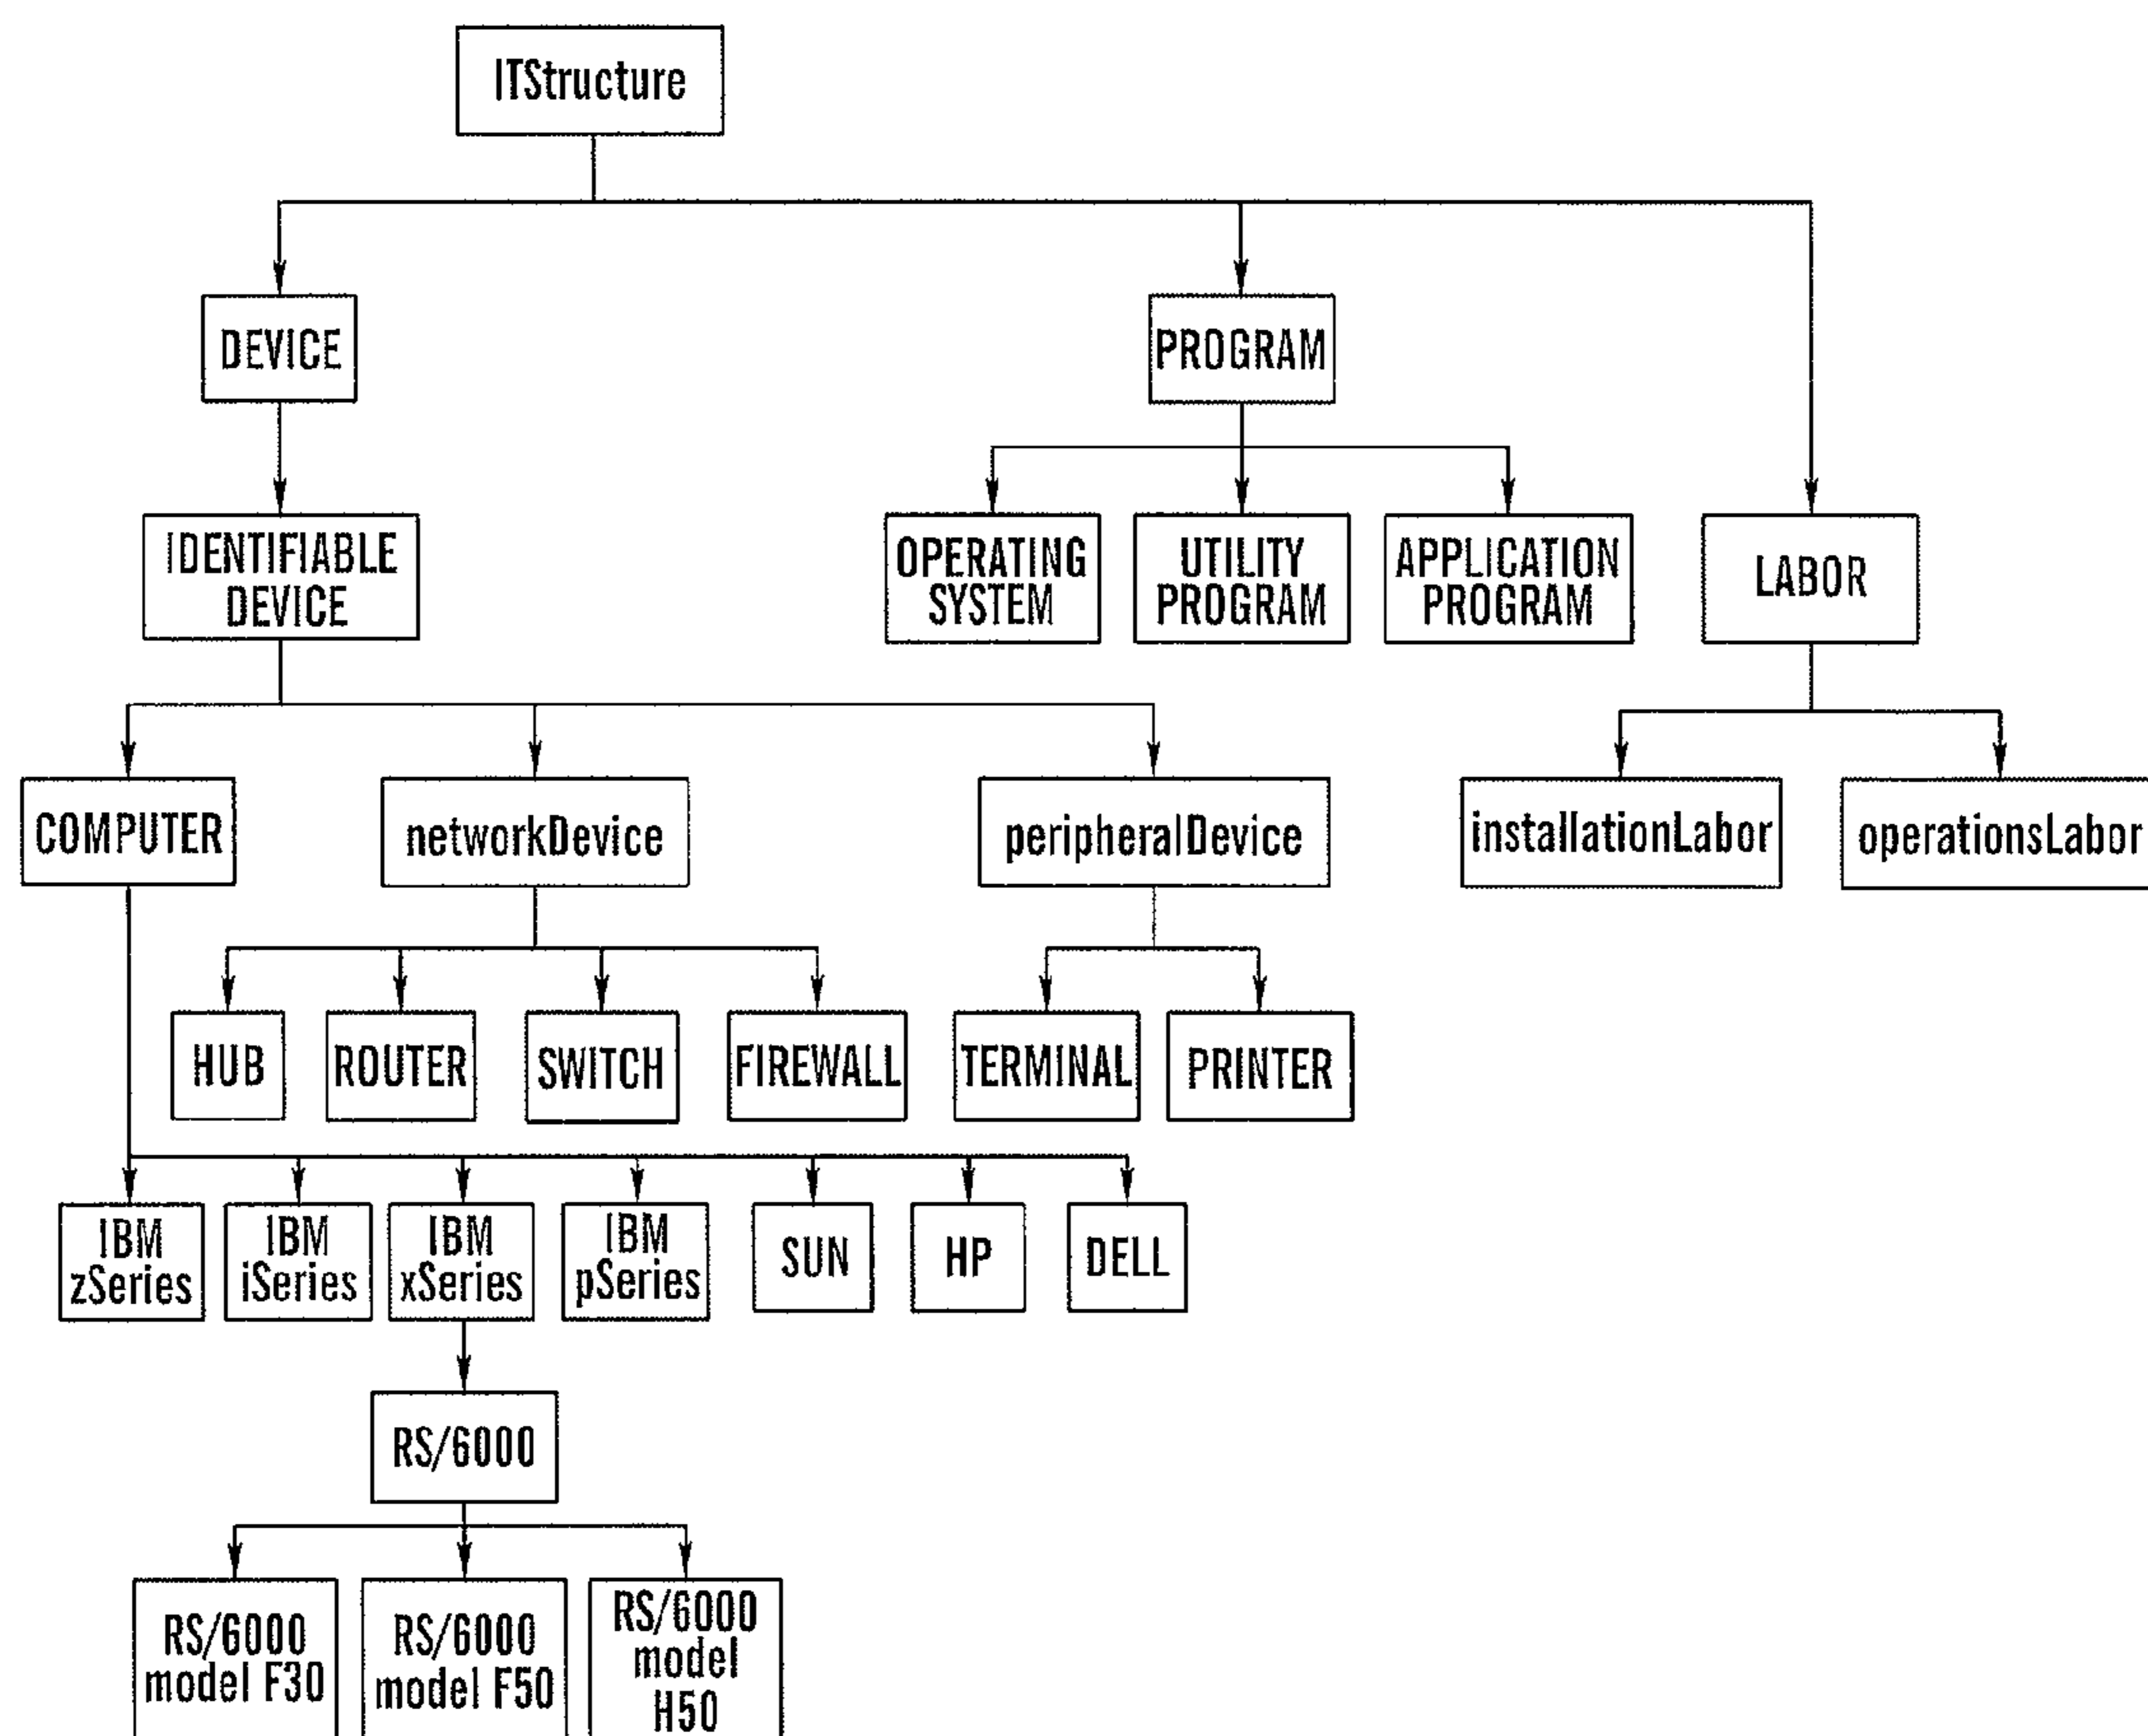 ITStructure
DEVICE
PROGRAM
IDENTIFIABLE
DEVICE
OPERATING
SYSTEM
UTILITY
PROGRAM
APPLICATION
PROGRAM
LABOR
COMPUTER
networkDevice
peripheralDevice
installationLabor
operationsLabor
HUB
ROUTER
SWITCH
FIREWALL
TERMINAL
PRINTER
IBM
zSeries
IBM
iSeries
IBM
xSeries
IBM
pSeries
SUN
HP
DELL
RS/6000
RS/6000
model F30
RS/6000
model F50
RS/6000
model
H50